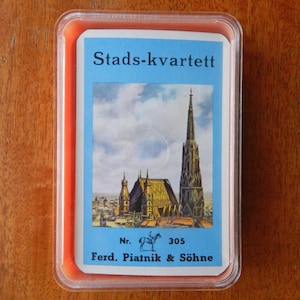 Stads-kvartett
Nr. 305
Ferd. Piatnik & Söhne